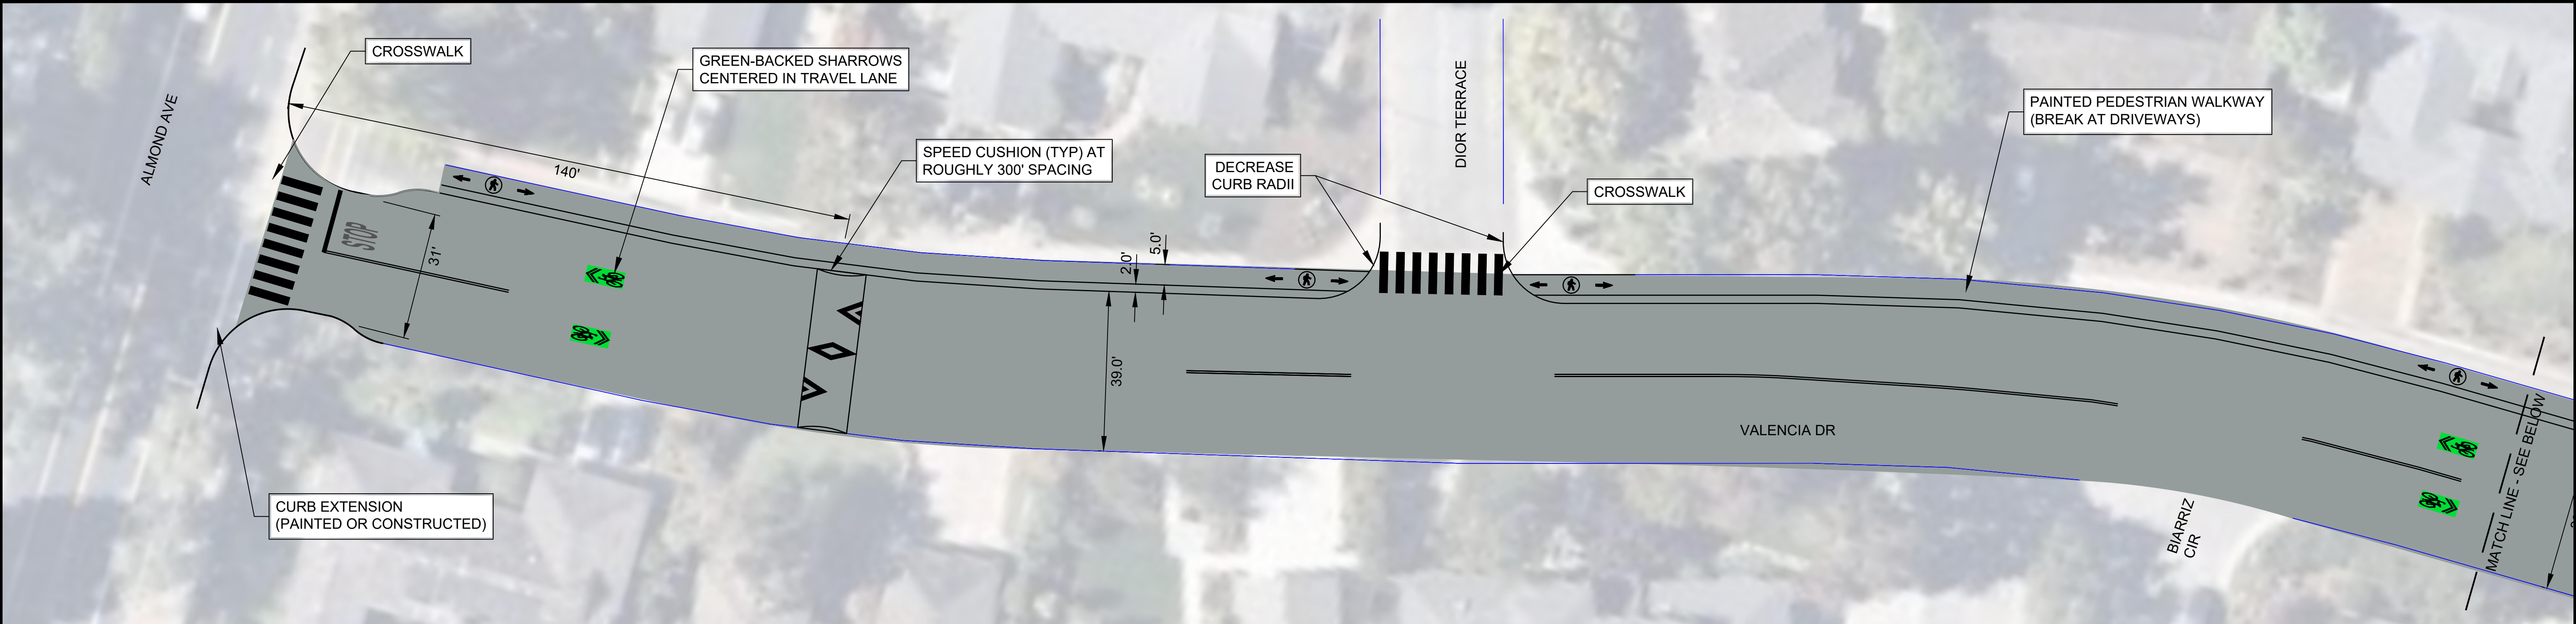 CROSSWALK
GREEN-BACKED SHARROWS
CENTERED IN TRAVEL LANE
ALMOND AVE
140'
SPEED CUSHION (TYP) AT
ROUGHLY 300' SPACING
DECREASE
CURB RADII
DIOR TERRACE
CROSSWALK
PAINTED PEDESTRIAN WALKWAY
(BREAK AT DRIVEWAYS)
STOP
31'
2.0'
5.0'
39.0'
VALENCIA DR
BIARRIZ
CIR
MATCH LINE - SEE BELOW
CURB EXTENSION
(PAINTED OR CONSTRUCTED)